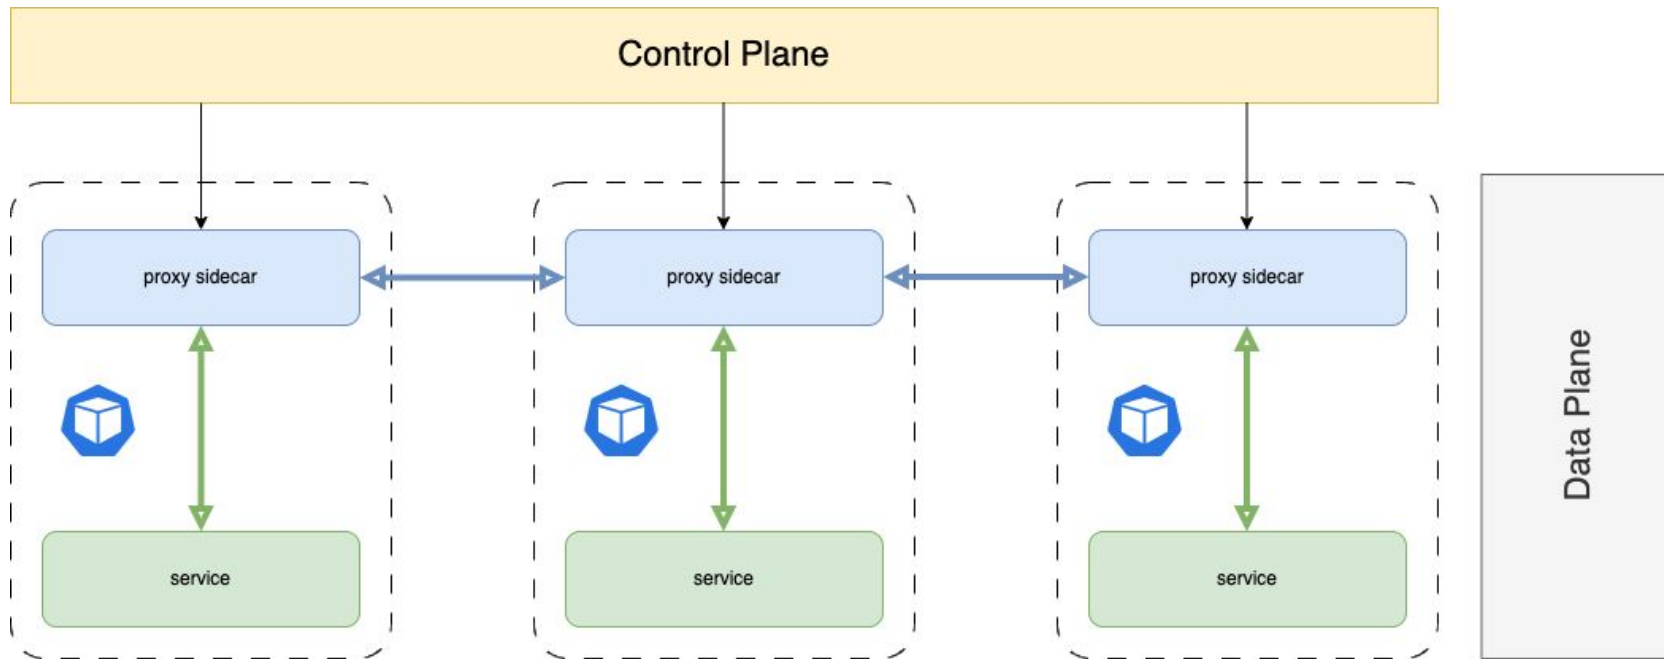 Control Plane
proxy sidecar
proxy sidecar
proxy sidecar
Data Plane
service
service
service